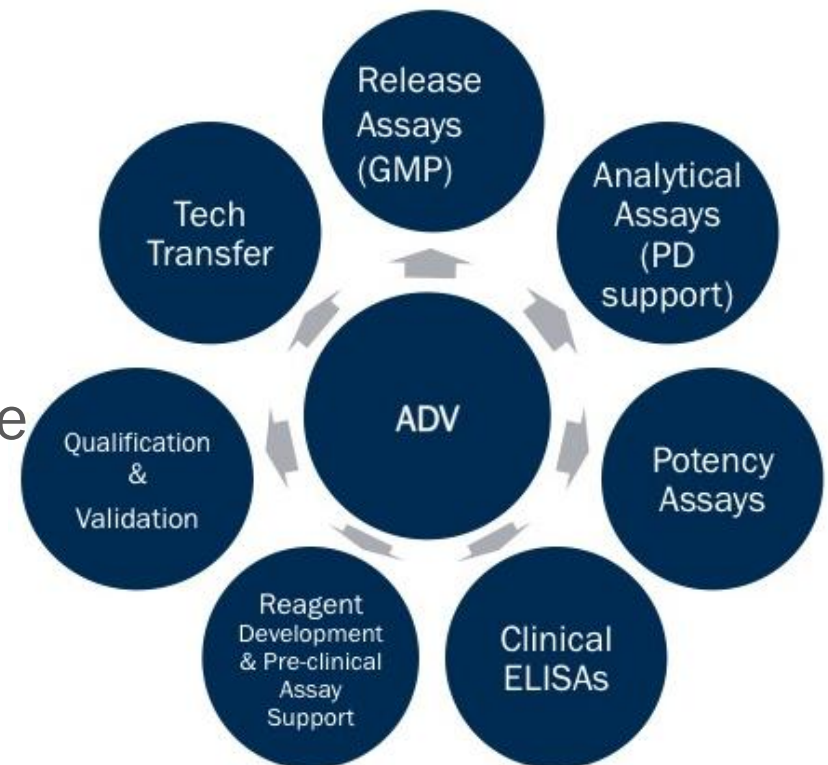 Release
Assays
(GMP)
Analytical
Assays
(PD
support)
Potency
Assays
Clinical
ELISAs
Reagent
Development
& Pre-clinical
Assay
Support
Qualification
&
Validation
Tech
Transfer
ADV
e